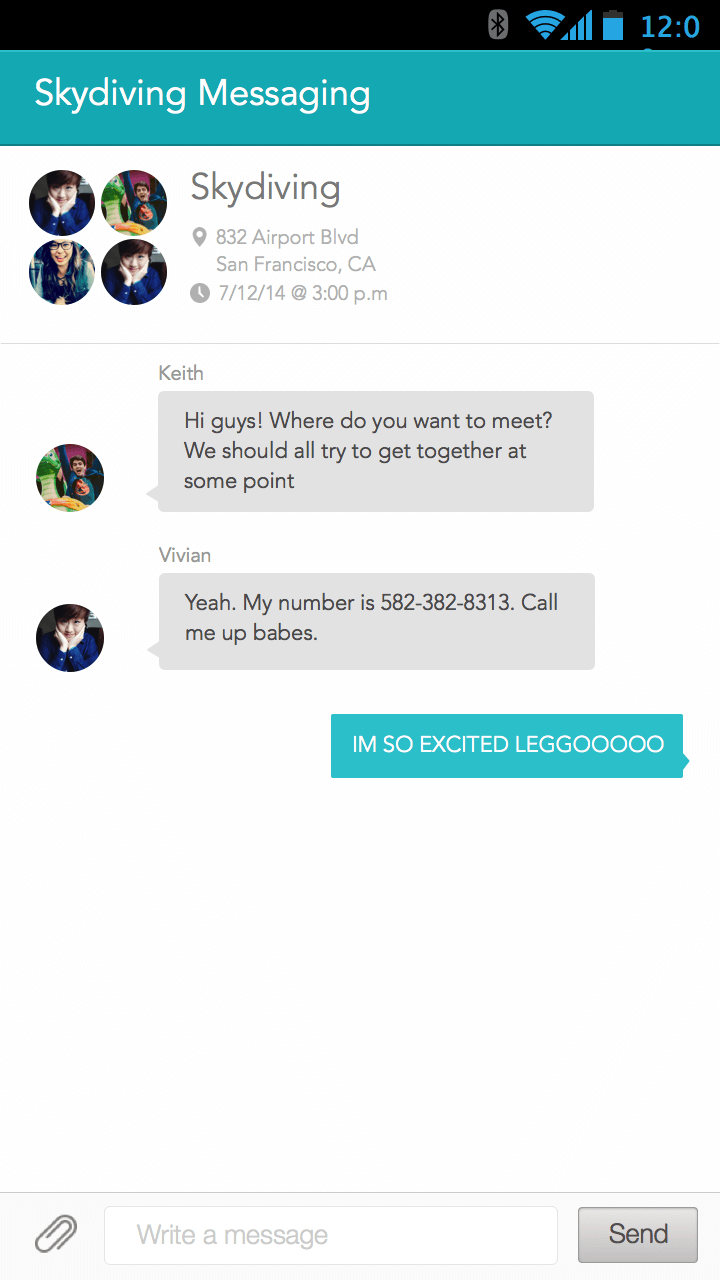 12:0
Skydiving Messaging
Skydiving
832 Airport Blvd
San Francisco, CA
7/12/14 @ 3:00 p.m
Keith
Hi guys! Where do you want to meet?
We should all try to get together at
some point
Vivian
Yeah. My number is 582-382-8313. Call
me up babes.
IM SO EXCITED LEGGOOOOO
Write a message
Send